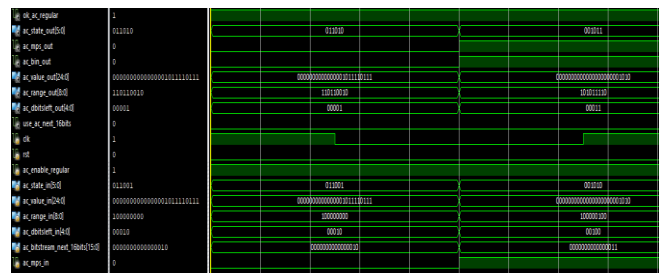 ok_ac_regular 1
ac_state_out[5:0] 011010 011010 001011
ac_mps_out 0
ac_bin_out 0
ac_value_out[24:0] 0000000000000001011110111 0000000000000001011110111 0000000000000000000001010
ac_range_out[8:0] 110110010 110110010 101011110
ac_dbitsleft_out[4:0] 00001 00001 00011
use_ac_next_16bits 0
clk 1
rst 0
ac_enable_regular 1
ac_state_in[5:0] 011001 011001 001010
ac_value_in[24:0] 0000000000000001011110111 0000000000000001011110111 0000000000000000000001010
ac_range_in[8:0] 100000000 100000000 100000100
ac_dbitsleft_in[4:0] 00010 00010 00100
ac_bitstream_next_16bits[15:0] 0000000000000010 0000000000000010 0000000000000011
ac_mps_in 0